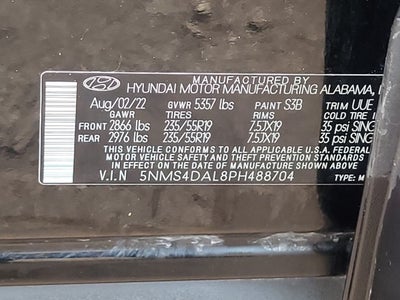 MANUFACTURED BY
HYUNDAI MOTOR MANUFACTURING ALABAMA,
Aug/02/22 GVWR 5357 lbs PAINT S3B TRIM UUE
GAWR TIRES RIMS COLD TIRE
FRONT 2866 lbs 235/55R19 7.5JX19 35 psi SING
REAR 2976 lbs 235/55R19 7.5JX19 35 psi SING
THIS VEHICLE CONFORMS TO ALL APPLICABLE U.S.A. FEDERAL
MOTOR VEHICLE SAFETY STANDARDS IN EFFECT ON THE
DATE OF MANUFACTURE SHOWN ABOVE.
V.I.N 5NMS4DAL8PH488704 TYPE: M